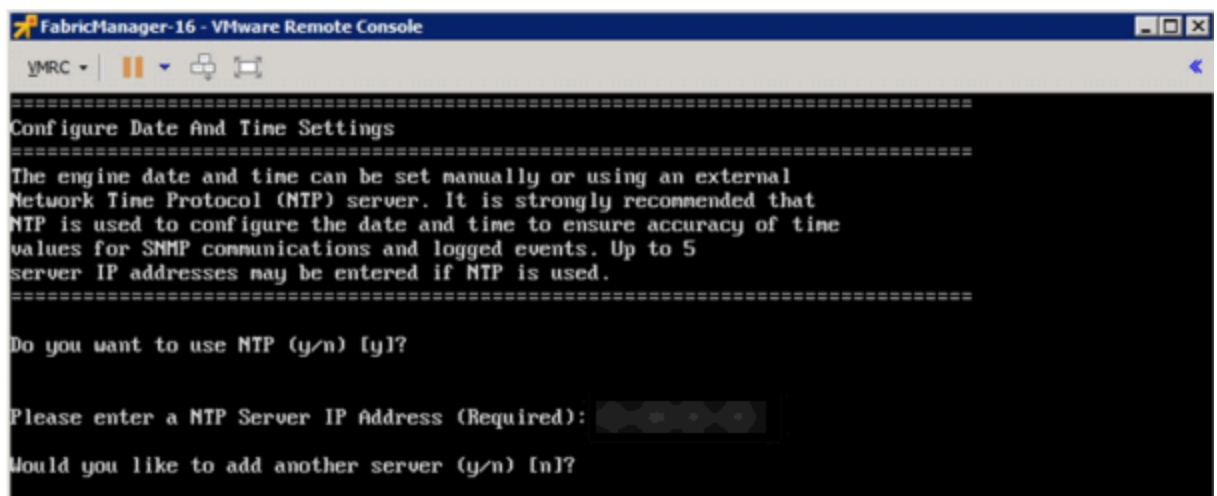 FabricManager-16 - VMware Remote Console
VMRC
================================================================================
Configure Date And Time Settings
================================================================================
The engine date and time can be set manually or using an external
Network Time Protocol (NTP) server. It is strongly recommended that
NTP is used to configure the date and time to ensure accuracy of time
values for SNMP communications and logged events. Up to 5
server IP addresses may be entered if NTP is used.
================================================================================
Do you want to use NTP (y/n) [y]?
Please enter a NTP Server IP Address (Required):
Would you like to add another server (y/n) [n]?